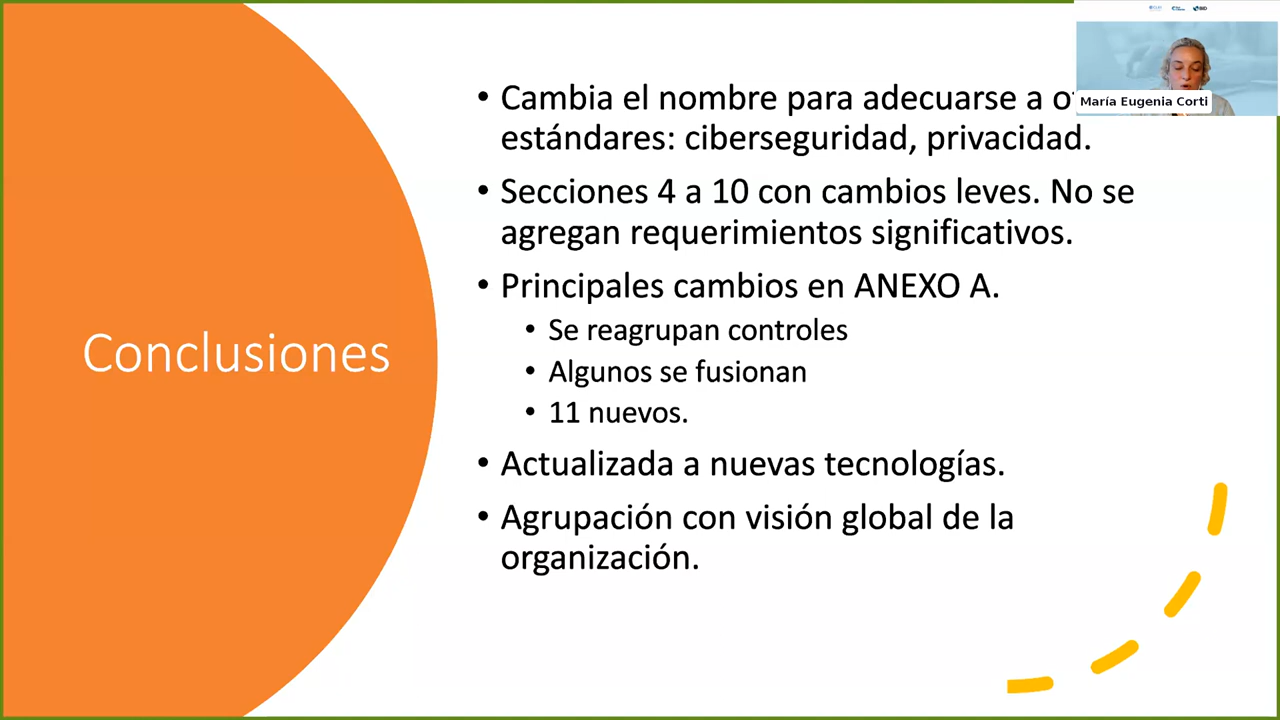 Conclusiones
• Cambia el nombre para adecuarse a
estándares: ciberseguridad, privacidad.
• Secciones 4 a 10 con cambios leves. No se
agregan requerimientos significativos.
• Principales cambios en ANEXO A.
• Se reagrupan controles
• Algunos se fusionan
• 11 nuevos.
• Actualizada a nuevas tecnologías.
• Agrupación con visión global de la
organización.
BID
María Eugenia Corti